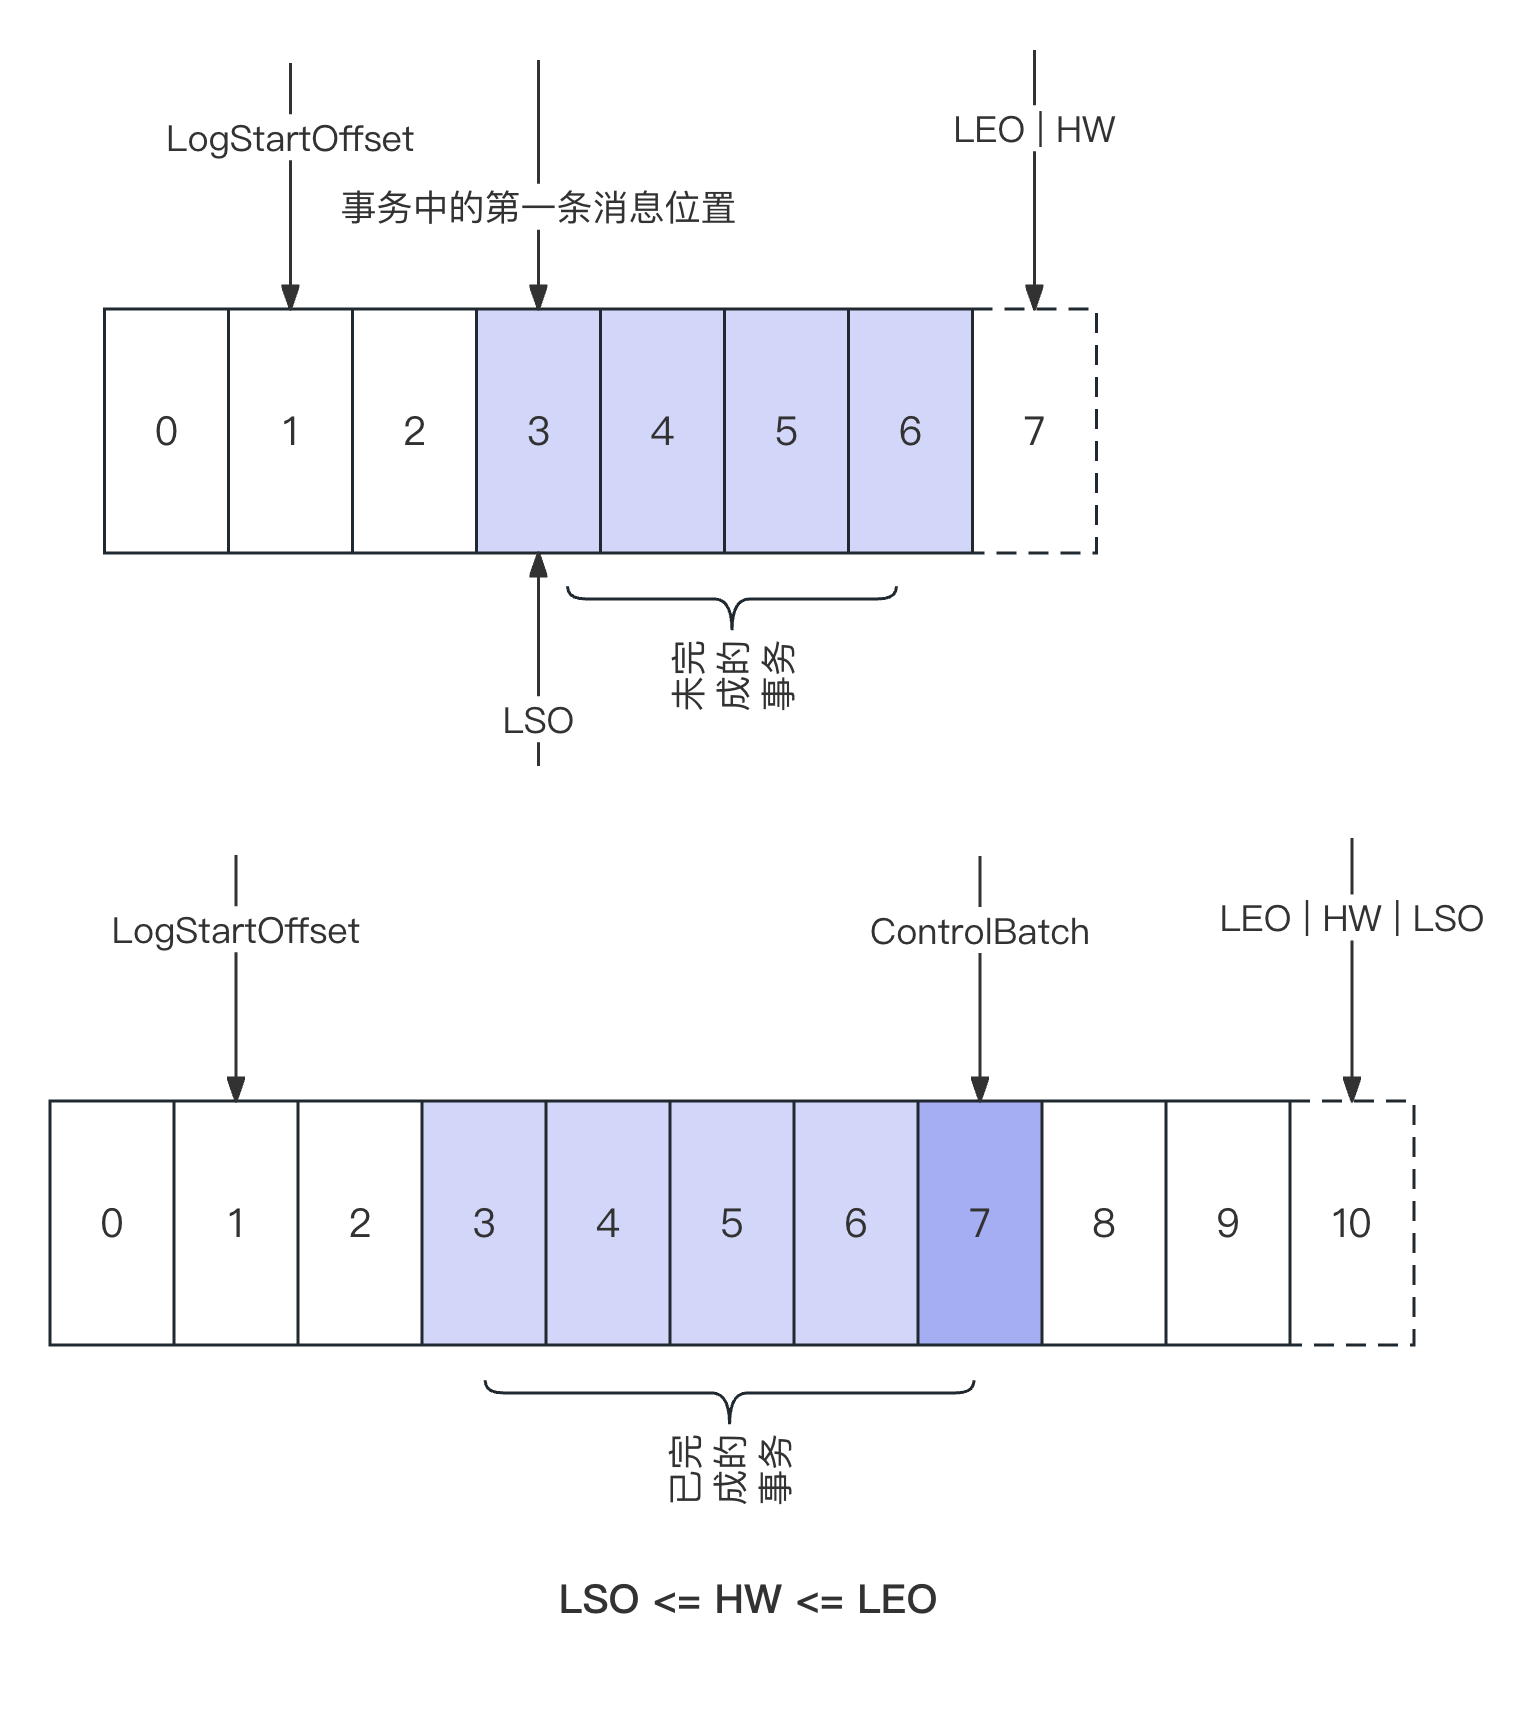 LogStartOffset
LEO | HW
事务中的第一条消息位置
0 1 2 3 4 5 6 7
LSO
未完
成的
事务
LogStartOffset
ControlBatch
LEO | HW | LSO
0 1 2 3 4 5 6 7 8 9 10
已完
成的
事务
LSO <= HW <= LEO